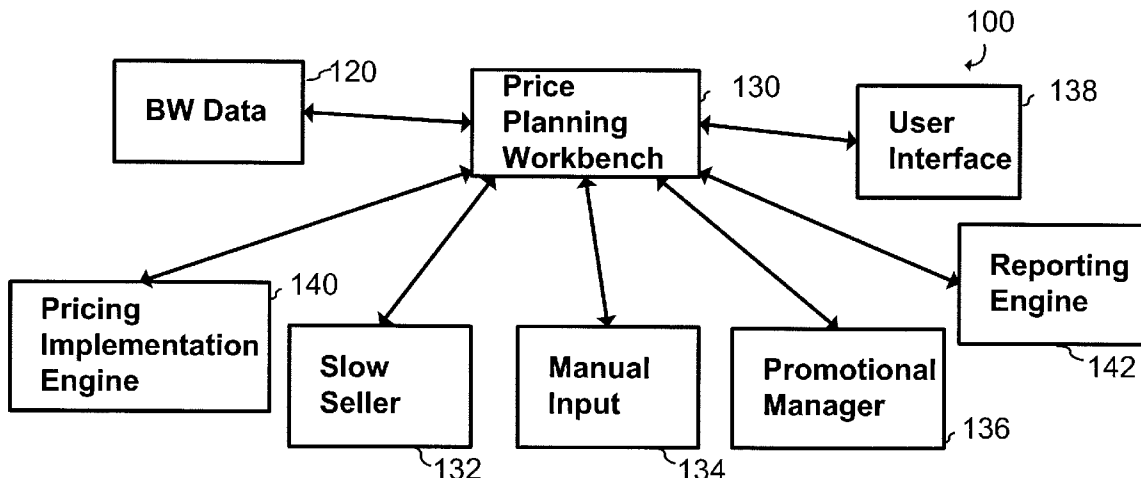 100
120
BW Data
Price
Planning
Workbench
130
138
User
Interface
140
Pricing
Implementation
Engine
Slow
Seller
132
Manual
Input
134
Promotional
Manager
136
Reporting
Engine
142